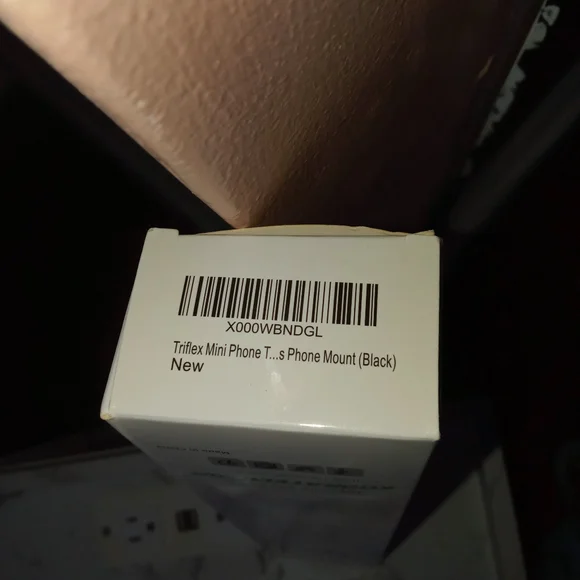 X000WBNDGL
Triflex Mini Phone T...s Phone Mount (Black)
New